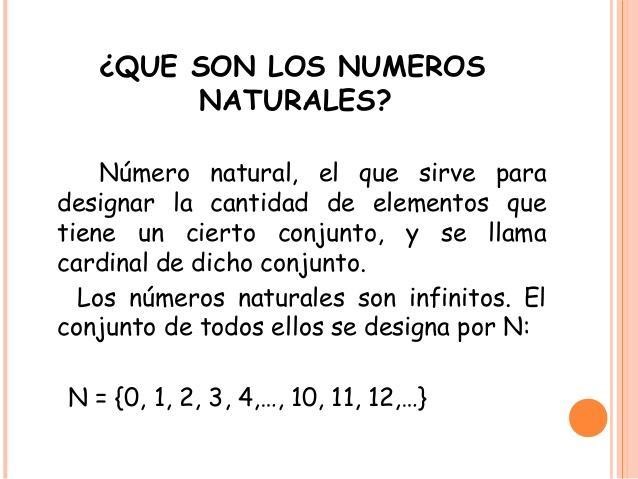 ¿QUE SON LOS NUMEROS
NATURALES?
Número natural, el que sirve para
designar la cantidad de elementos que
tiene un cierto conjunto, y se llama
cardinal de dicho conjunto.
Los números naturales son infinitos. El
conjunto de todos ellos se designa por N:
N = {0, 1, 2, 3, 4,…, 10, 11, 12,…}